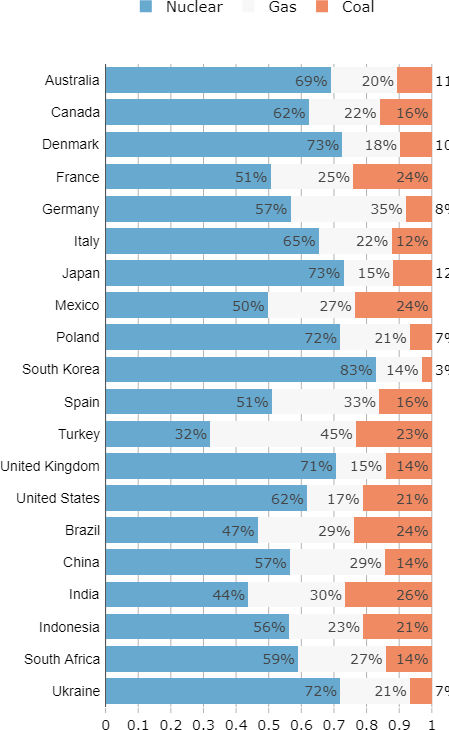 Nuclear Gas Coal
Australia 69% 20% 11
Canada 62% 22% 16%
Denmark 73% 18% 10
France 51% 25% 24%
Germany 57% 35% 8%
Italy 65% 22% 12%
Japan 73% 15% 12
Mexico 50% 27% 24%
Poland 72% 21% 7%
South Korea 83% 14% 3%
Spain 51% 33% 16%
Turkey 32% 45% 23%
United Kingdom 71% 15% 14%
United States 62% 17% 21%
Brazil 47% 29% 24%
China 57% 29% 14%
India 44% 30% 26%
Indonesia 56% 23% 21%
South Africa 59% 27% 14%
Ukraine 72% 21% 7%
0 0.1 0.2 0.3 0.4 0.5 0.6 0.7 0.8 0.9 1